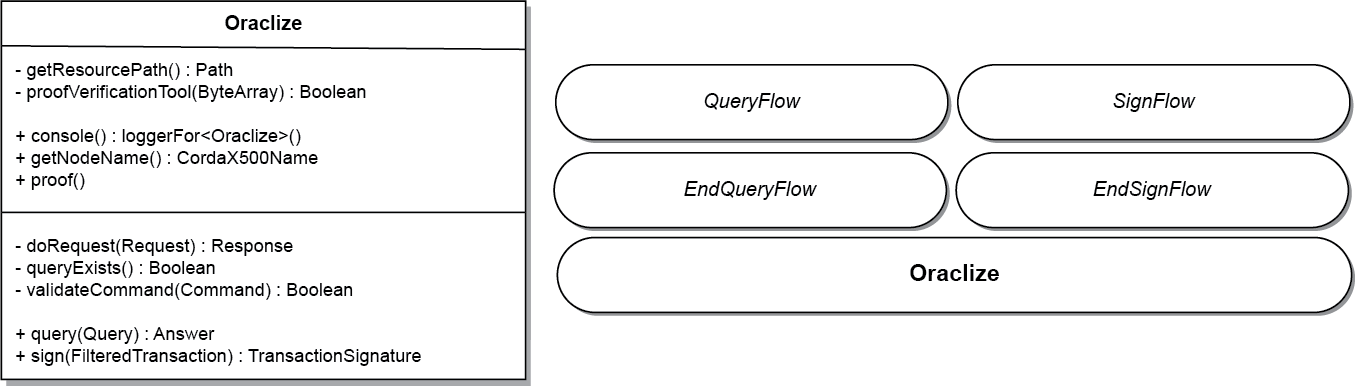 Oraclize
- getResourcePath() : Path
- proofVerificationTool(ByteArray) : Boolean
+ console() : loggerFor<Oraclize>()
+ getNodeName() : CordaX500Name
+ proof()
- doRequest(Request) : Response
- queryExists() : Boolean
- validateCommand(Command) : Boolean
+ query(Query) : Answer
+ sign(FilteredTransaction) : TransactionSignature
QueryFlow
SignFlow
EndQueryFlow
EndSignFlow
Oraclize